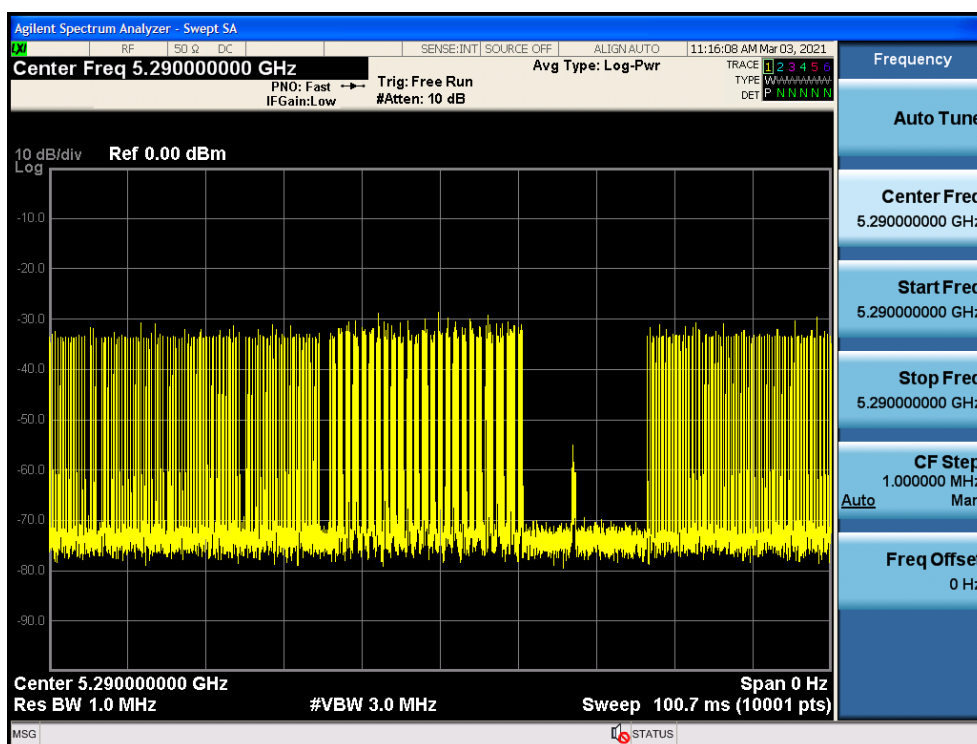 Agilent Spectrum Analyzer - Swept SA
LXI RF 50 Ω DC SENSE:INT SOURCE OFF ALIGNAUTO 11:16:08 AM Mar 03, 2021
Center Freq 5.290000000 GHz
PNO: Fast
IFGain:Low
Trig: Free Run
#Atten: 10 dB
Avg Type: Log-Pwr
TRACE 1 2 3 4 5 6
TYPE WWWWWW
DET P N N N N N
10 dB/div Ref 0.00 dBm
Log
-10.0
-20.0
-30.0
-40.0
-50.0
-60.0
-70.0
-80.0
-90.0
Center 5.290000000 GHz Span 0 Hz
Res BW 1.0 MHz #VBW 3.0 MHz Sweep 100.7 ms (10001 pts)
MSG STATUS
Frequency
Auto Tune
Center Freq
5.290000000 GHz
Start Freq
5.290000000 GHz
Stop Freq
5.290000000 GHz
CF Step
1.000000 MHz
Auto Man
Freq Offset
0 Hz